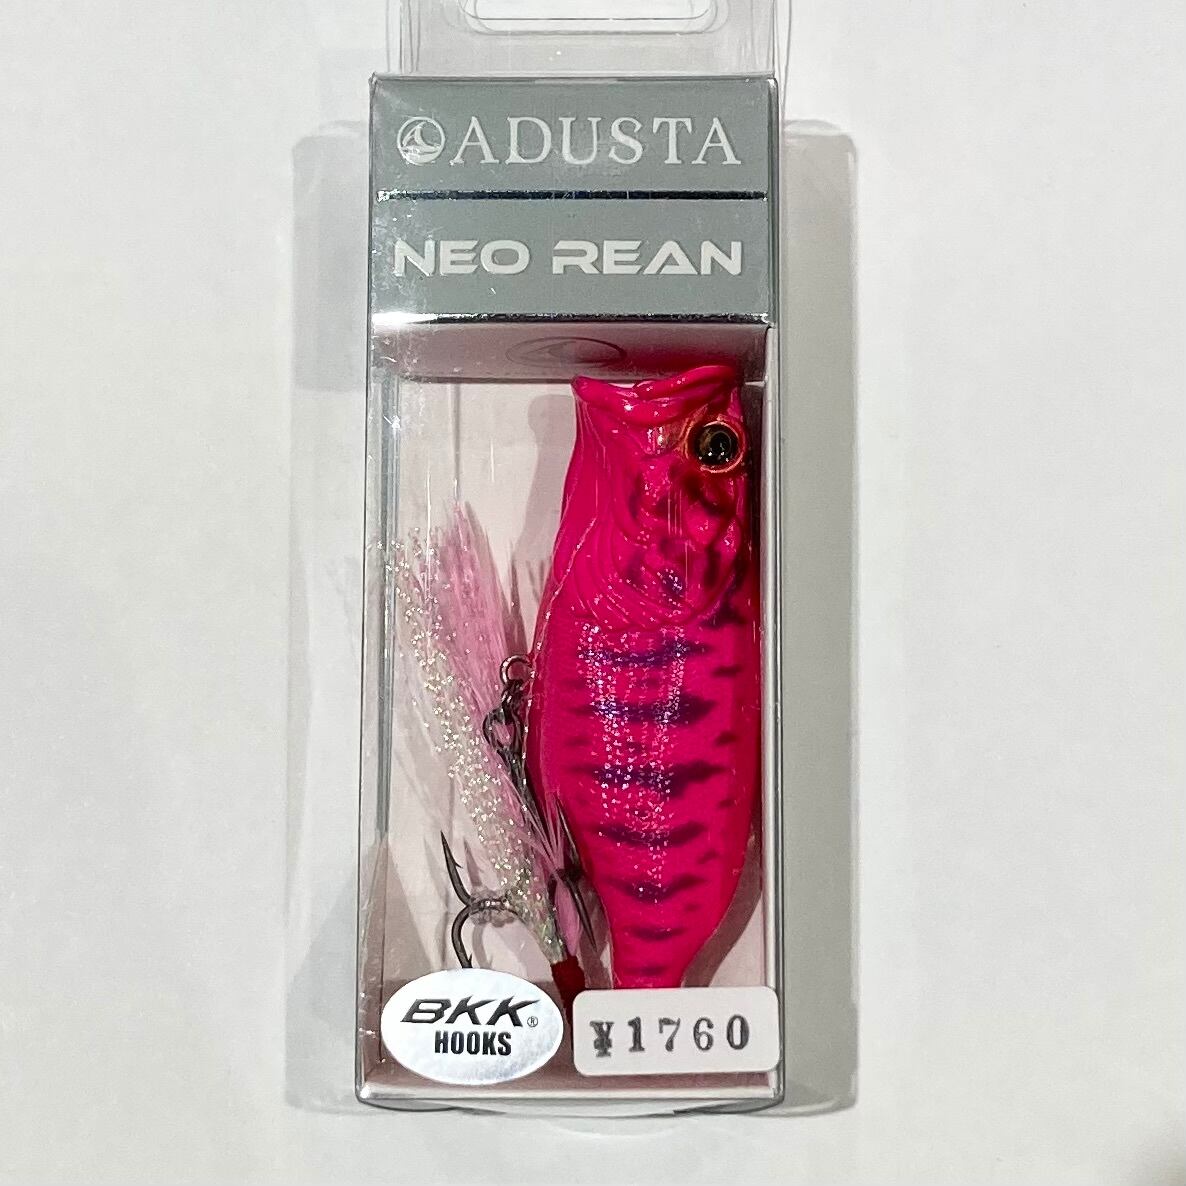 ADUSTA
NEO REAN
BKK®
HOOKS
¥1760